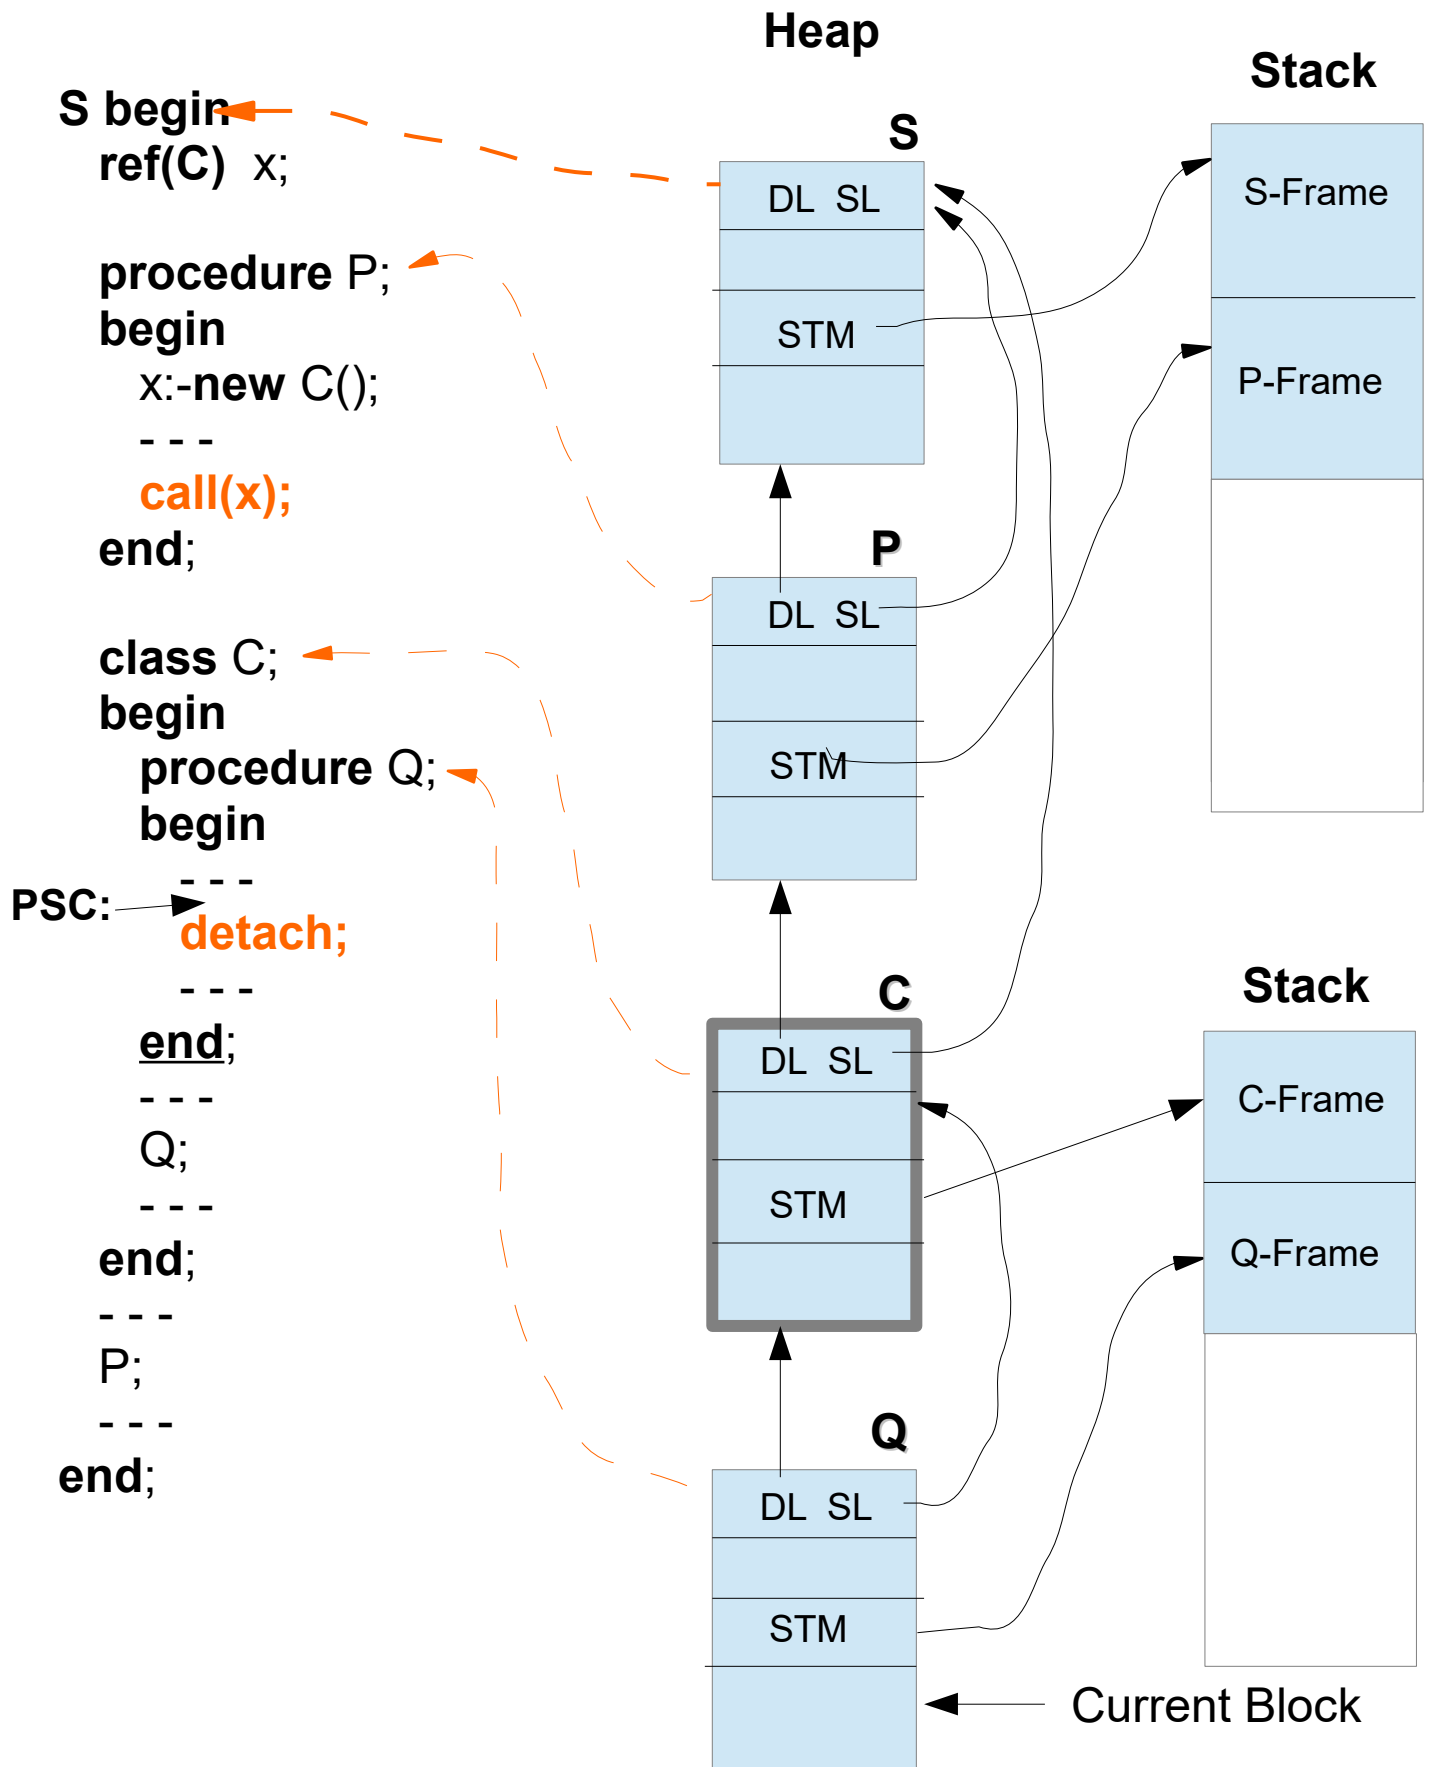 Heap
Stack
S begin
ref(C) x;
procedure P;
begin
x:-new C();
- - -
call(x);
end;
class C;
begin
procedure Q;
begin
- - -
PSC:
detach;
- - -
end;
- - -
Q;
- - -
end;
- - -
P;
- - -
end;
S
DL SL
STM
P
DL SL
STM
C
DL SL
STM
Q
DL SL
STM
S-Frame
P-Frame
Stack
C-Frame
Q-Frame
Current Block